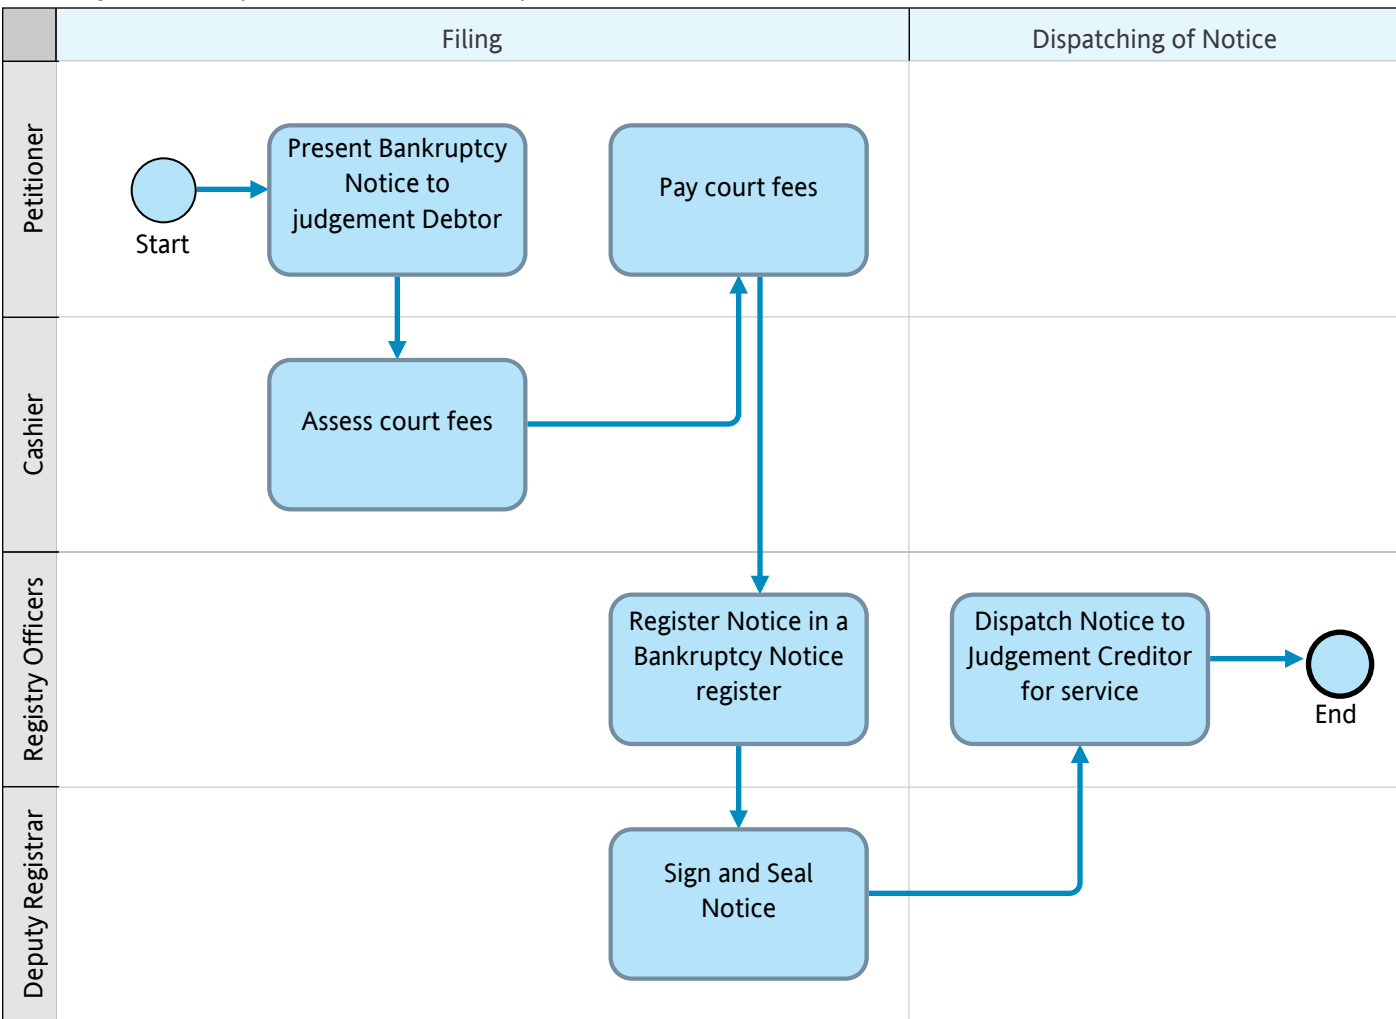 Filing
Dispatching of Notice
Petitioner
Start
Present Bankruptcy
Notice to
judgement Debtor
Pay court fees
Cashier
Assess court fees
Registry Officers
Register Notice in a
Bankruptcy Notice
register
Dispatch Notice to
Judgement Creditor
for service
End
Deputy Registrar
Sign and Seal
Notice